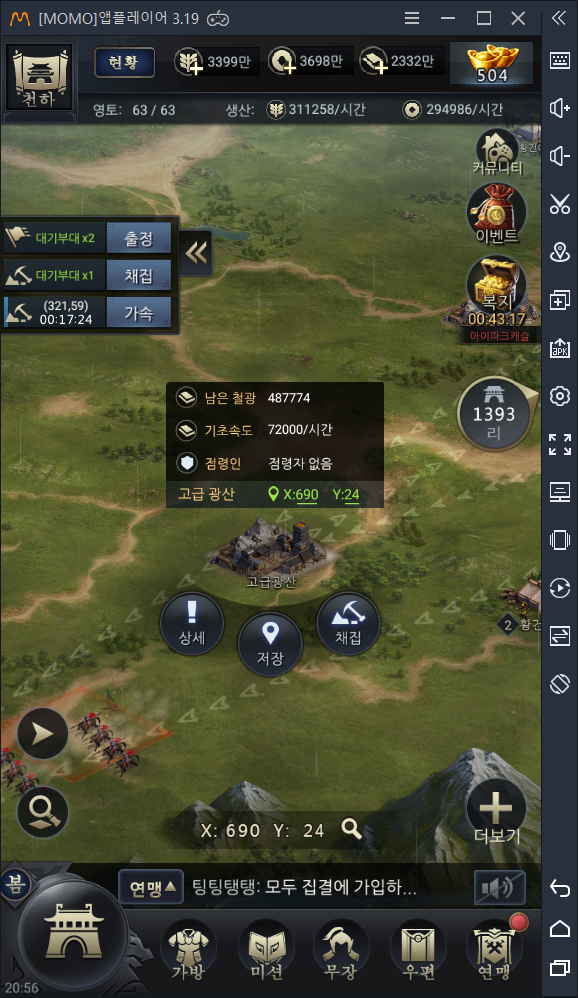 [MOMO]앱플레이어 3.19
천하
현황
3399만
3698만
2332만
504
영토: 63 / 63
생산:
311258/시간
294986/시간
커뮤니티
이벤트
복지
00:43:17
아이파크캐슬
대기부대 x2
출정
대기부대 x1
채집
(321,59)
00:17:24
가속
1393
리
남은 철광 487774
기초속도 72000/시간
점령인 점령자 없음
고급 광산 X:690 Y:24
고급광산
상세
저장
채집
2 황건
X: 690 Y: 24
더보기
봄
연맹
팅팅탱탱: 모두 집결에 가입하...
가방
미션
무장
우편
연맹
20:56
APK